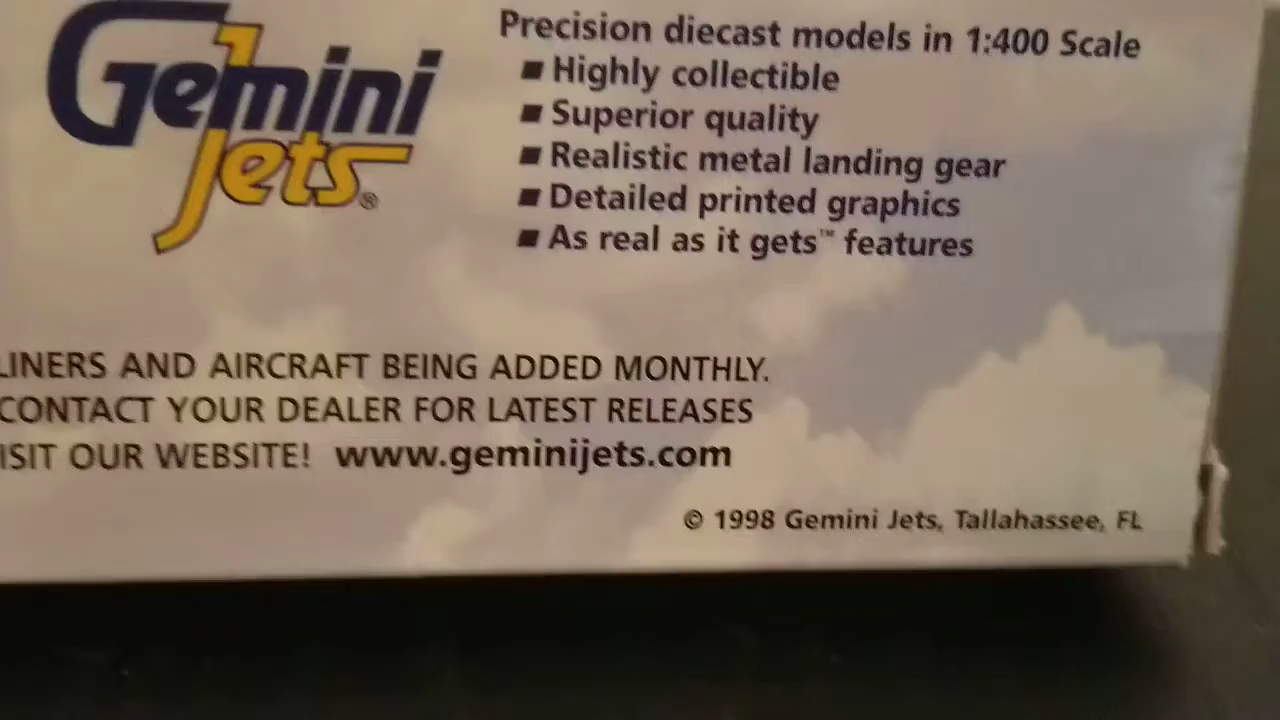 Gemini
Jets®
Precision diecast models in 1:400 Scale
■ Highly collectible
■ Superior quality
■ Realistic metal landing gear
■ Detailed printed graphics
■ As real as it gets™ features
LINERS AND AIRCRAFT BEING ADDED MONTHLY.
CONTACT YOUR DEALER FOR LATEST RELEASES
ISIT OUR WEBSITE! www.geminijets.com
© 1998 Gemini Jets, Tallahassee, FL